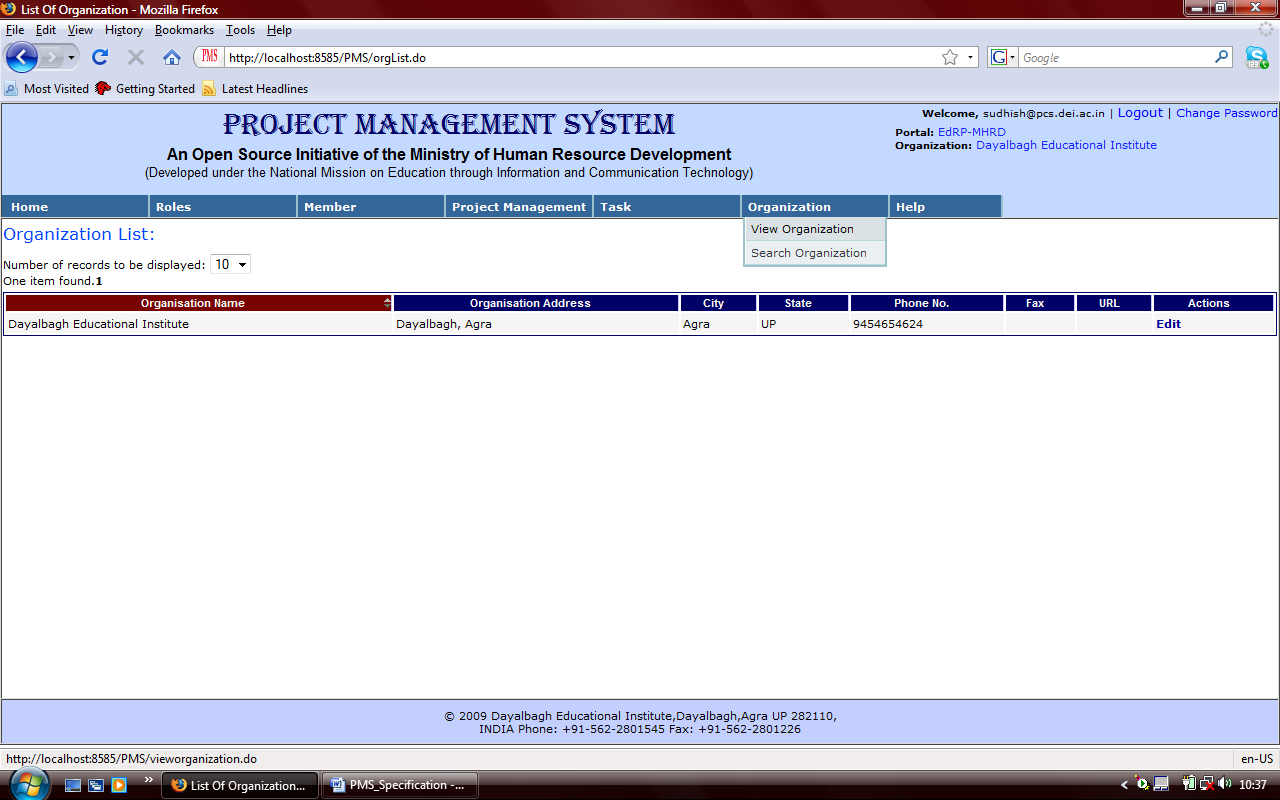 List Of Organization - Mozilla Firefox
File Edit View History Bookmarks Tools Help
PMS http://localhost:8585/PMS/orgList.do G Google
Most Visited Getting Started Latest Headlines
PROJECT MANAGEMENT SYSTEM
An Open Source Initiative of the Ministry of Human Resource Development
(Developed under the National Mission on Education through Information and Communication Technology)
Welcome, sudhish@pcs.dei.ac.in | Logout | Change Password
Portal: EdRP-MHRD
Organization: Dayalbagh Educational Institute
Home Roles Member Project Management Task Organization Help
View Organization
Search Organization
Organization List:
Number of records to be displayed: 10
One item found.1
Organisation Name Organisation Address City State Phone No. Fax URL Actions
Dayalbagh Educational Institute Dayalbagh, Agra Agra UP 9454654624 Edit
© 2009 Dayalbagh Educational Institute,Dayalbagh,Agra UP 282110,
INDIA Phone: +91-562-2801545 Fax: +91-562-2801226
http://localhost:8585/PMS/vieworganization.do en-US
List Of Organization... PMS_Specification -... 10:37